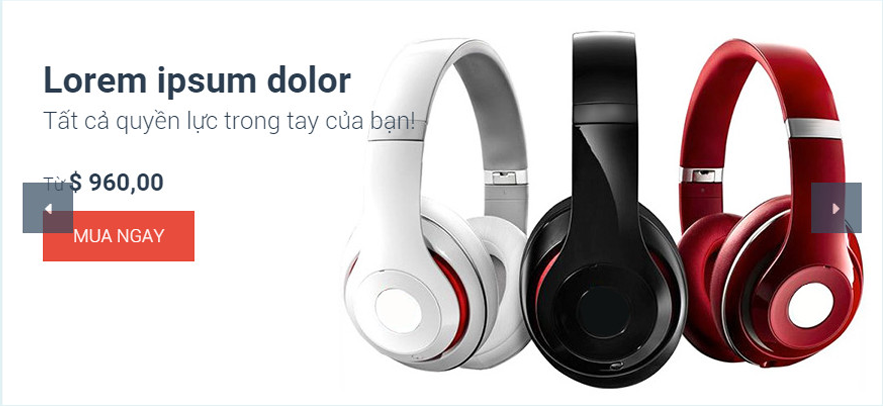 Lorem ipsum dolor
Tất cả quyền lực trong tay của bạn!
Từ $ 960,00
MUA NGAY